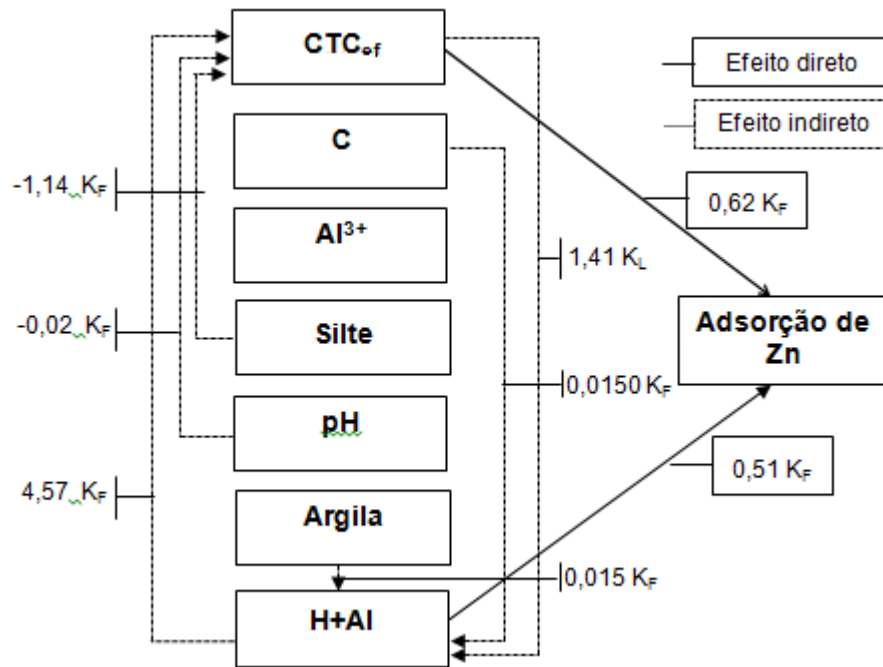 CTCef
C
Al³⁺
Silte
pH
Argila
H+Al
-1,14 KF
-0,02 KF
4,57 KF
Efeito direto
Efeito indireto
0,62 KF
1,41 KL
Adsorção de
Zn
0,0150 KF
0,51 KF
0,015 KF